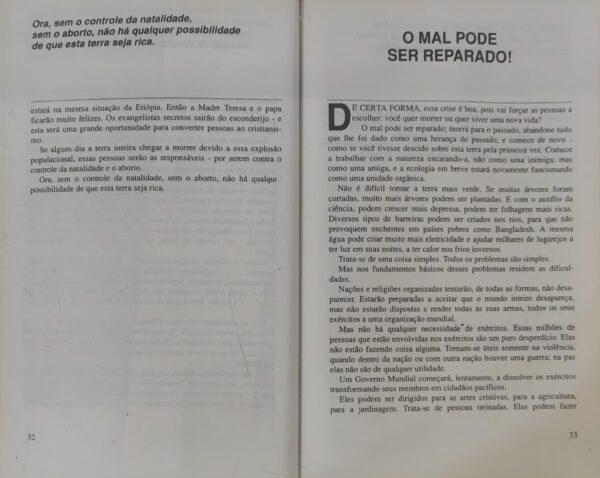 Ora, sem o controle da natalidade,
sem o aborto, não há qualquer possibilidade
de que esta terra seja rica.
estará na mesma situação da Etiópia. Então a Madre Teresa e o papa
ficarão muito felizes. Os evangelistas secretos sairão do esconderijo - e
esta será uma grande oportunidade para converter pessoas ao cristianis-
mo.
Se algum dia a terra inteira chegar a morrer devido a essa explosão
populacional, essas pessoas serão as responsáveis - por serem contra o
controle da natalidade e o aborto.
Ora, sem o controle da natalidade, sem o aborto, não há qualque
possibilidade de que esta terra seja rica.
32
O MAL PODE
SER REPARADO!
DE CERTA FORMA, essa crise é boa, pois vai forçar as pessoas a
escolher: você quer morrer ou quer viver uma nova vida?
O mal pode ser reparado; morra para o passado, abandone tudo
que lhe foi dado como uma herança do passado, e comece de novo -
como se você tivesse descido sobre esta terra pela primeira vez. Comece
a trabalhar com a natureza encarando-a, não como uma inimiga, mas
como uma amiga, e a ecologia em breve estará novamente funcionando
como uma unidade orgânica.
Não é difícil tornar a terra mais verde. Se muitas árvores foram
cortadas, muito mais árvores podem ser plantadas. E com o auxílio da
ciência, podem crescer mais depressa, podem ter folhagens mais ricas.
Diversos tipos de barreiras podem ser criados nos rios, para que não
provoquem enchentes em países pobres como Bangladesh. A mesma
água pode criar muito mais eletricidade e ajudar milhares de lugarejos a
ter luz em suas noites, a ter calor nos frios invernos.
Trata-se de uma coisa simples. Todos os problemas são simples.
Mas nos fundamentos básicos desses problemas residem as dificul-
dades.
Nações e religiões organizadas tentarão, de todas as formas, não desa-
parecer. Estarão preparadas a aceitar que o mundo inteiro desapareça,
mas não estarão dispostas a render todas as suas armas, todos os seus
exércitos a uma organização mundial.
Mas não há qualquer necessidade de exércitos. Essas milhões de
pessoas que estão envolvidas nos exércitos são um puro desperdício. Elas
não estão fazendo coisa alguma. Tornam-se úteis somente na violência,
quando dentro da nação ou com outra nação houver uma guerra; na paz
elas não são de qualquer utilidade.
Um Governo Mundial começará, lentamente, a dissolver os exércitos
transformando seus membros em cidadãos pacíficos.
Eles podem ser dirigidos para as artes criativas, para a agricultura,
para a jardinagem. Trata-se de pessoas treinadas. Elas podem fazer
33